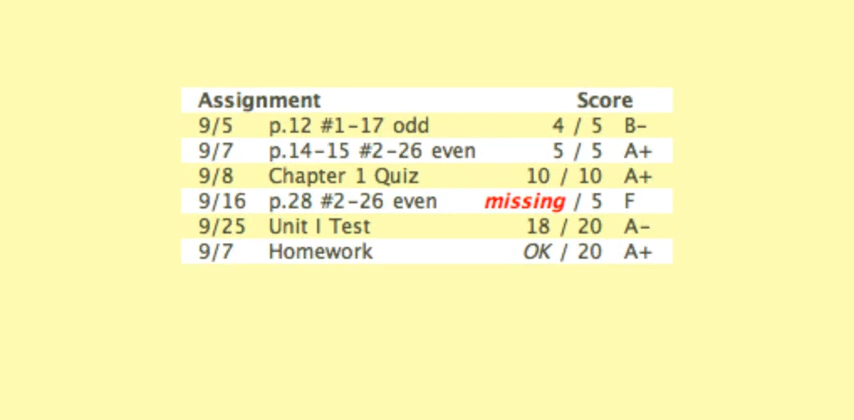 Assignment Score
9/5 p.12 #1-17 odd 4 / 5 B-
9/7 p.14-15 #2-26 even 5 / 5 A+
9/8 Chapter 1 Quiz 10 / 10 A+
9/16 p.28 #2-26 even missing / 5 F
9/25 Unit I Test 18 / 20 A-
9/7 Homework OK / 20 A+